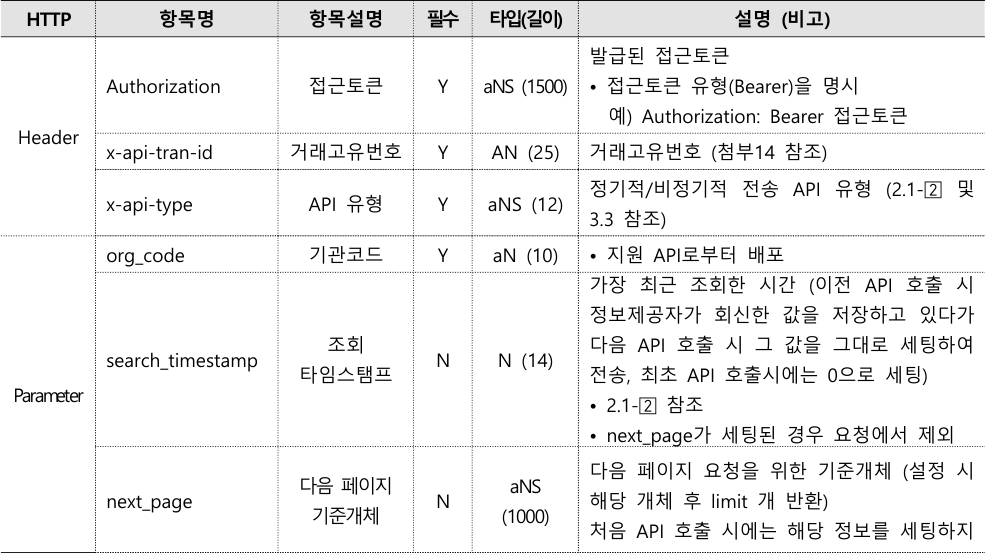 HTTP 항목명 항목설명 필수 타입(길이) 설명 (비고)
Header
Authorization 접근토큰 Y aNS (1500)
발급된 접근토큰
• 접근토큰 유형(Bearer)을 명시
예) Authorization: Bearer 접근토큰
x-api-tran-id 거래고유번호 Y AN (25) 거래고유번호 (첨부14 참조)
x-api-type API 유형 Y aNS (12)
정기적/비정기적 전송 API 유형 (2.1-2 및
3.3 참조)
Parameter
org_code 기관코드 Y aN (10) • 지원 API로부터 배포
search_timestamp
조회
타임스탬프
N N (14)
가장 최근 조회한 시간 (이전 API 호출 시
정보제공자가 회신한 값을 저장하고 있다가
다음 API 호출 시 그 값을 그대로 세팅하여
전송, 최초 API 호출시에는 0으로 세팅)
• 2.1-2 참조
• next_page가 세팅된 경우 요청에서 제외
next_page
다음 페이지
기준개체
N
aNS
(1000)
다음 페이지 요청을 위한 기준개체 (설정 시
해당 개체 후 limit 개 반환)
처음 API 호출 시에는 해당 정보를 세팅하지